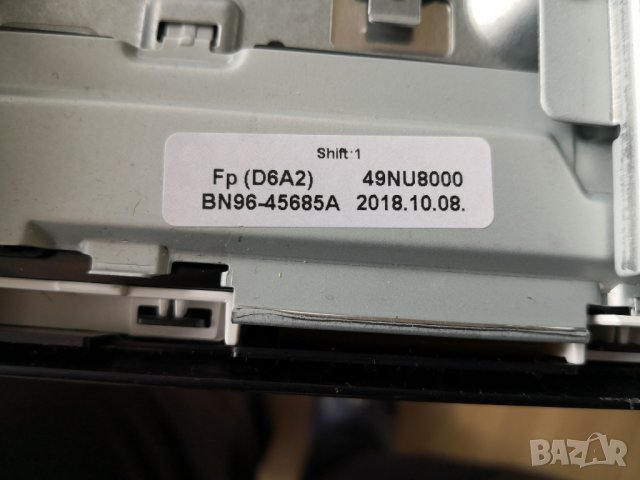 Shift:1
Fp (D6A2) 49NU8000
BN96-45685A 2018.10.08.
BAZAR